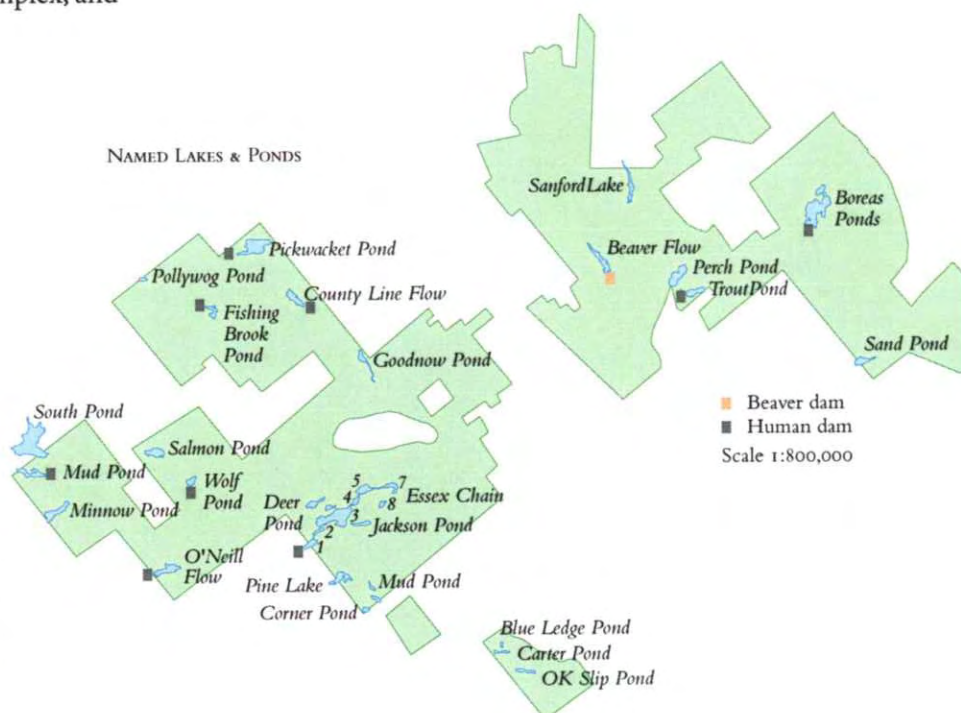 NAMED LAKES & PONDS
Sanford Lake
Boreas
Ponds
Beaver Flow
Perch Pond
Trout Pond
Sand Pond
Pickwacket Pond
Pollywog Pond
County Line Flow
Fishing
Brook
Pond
Goodnow Pond
South Pond
Salmon Pond
Mud Pond
Wolf
Pond
Minnow Pond
O'Neill
Flow
Deer
Pond
5
7
4
8
Essex Chain
3
2
1
Jackson Pond
Pine Lake
Mud Pond
Corner Pond
Beaver dam
Human dam
Scale 1:800,000
Blue Ledge Pond
Carter Pond
OK Slip Pond